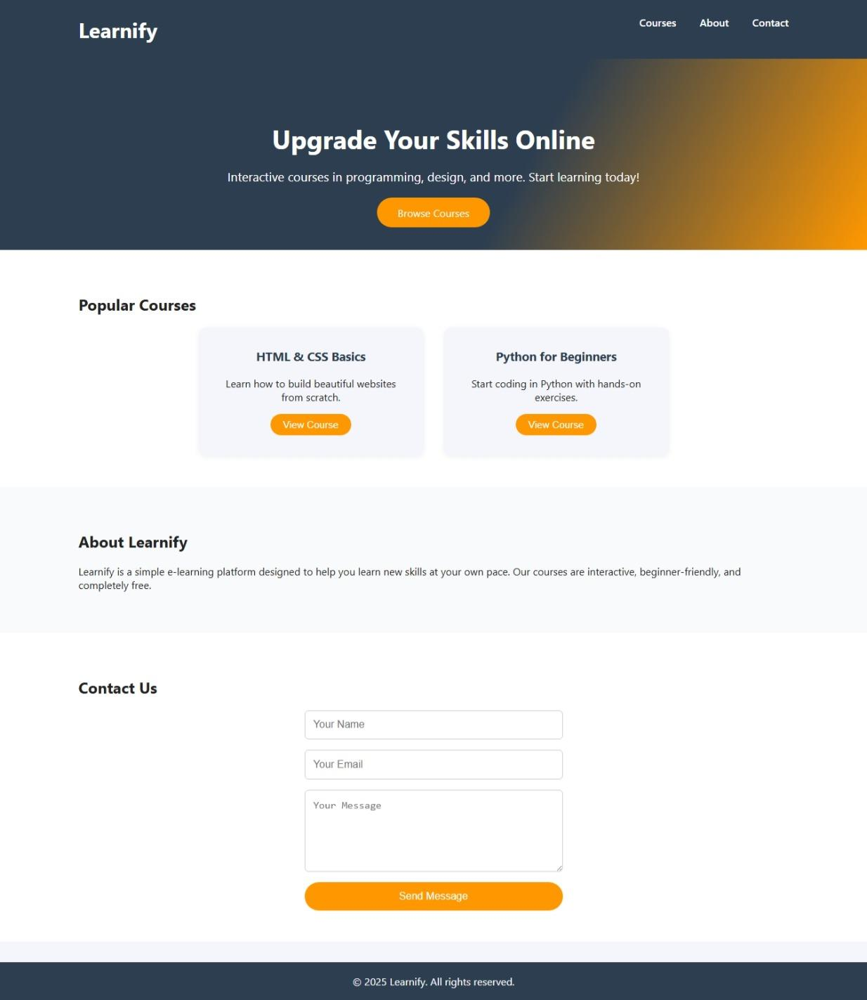 Learnify
Courses About Contact
Upgrade Your Skills Online
Interactive courses in programming, design, and more. Start learning today!
Browse Courses
Popular Courses
HTML & CSS Basics
Learn how to build beautiful websites
from scratch.
View Course
Python for Beginners
Start coding in Python with hands-on
exercises.
View Course
About Learnify
Learnify is a simple e-learning platform designed to help you learn new skills at your own pace. Our courses are interactive, beginner-friendly, and
completely free.
Contact Us
Your Name
Your Email
Your Message
Send Message
© 2025 Learnify. All rights reserved.